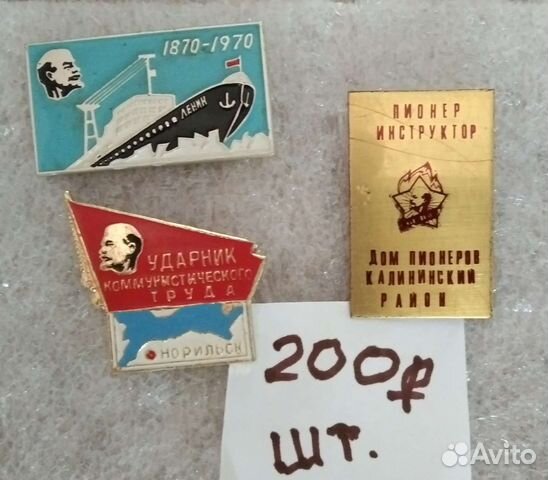 1870-1970
ЛЕНИН
ПИОНЕР
ИНСТРУКТОР
ДОМ ПИОНЕРОВ
КАЛИНИНСКИЙ
РАЙОН
УДАРНИК
КОММУНИСТИЧЕСКОГО
ТРУДА
НОРИЛЬСК
200₽
ШТ.
Avito